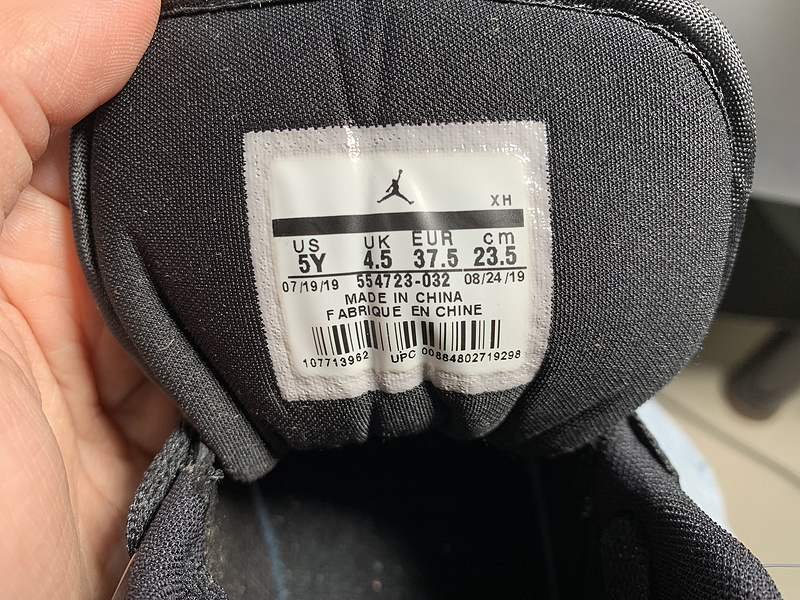 XH
US UK EUR cm
5Y 4.5 37.5 23.5
07/19/19 554723-032 08/24/19
MADE IN CHINA
FABRIQUE EN CHINE
107713962 UPC 00884802719298